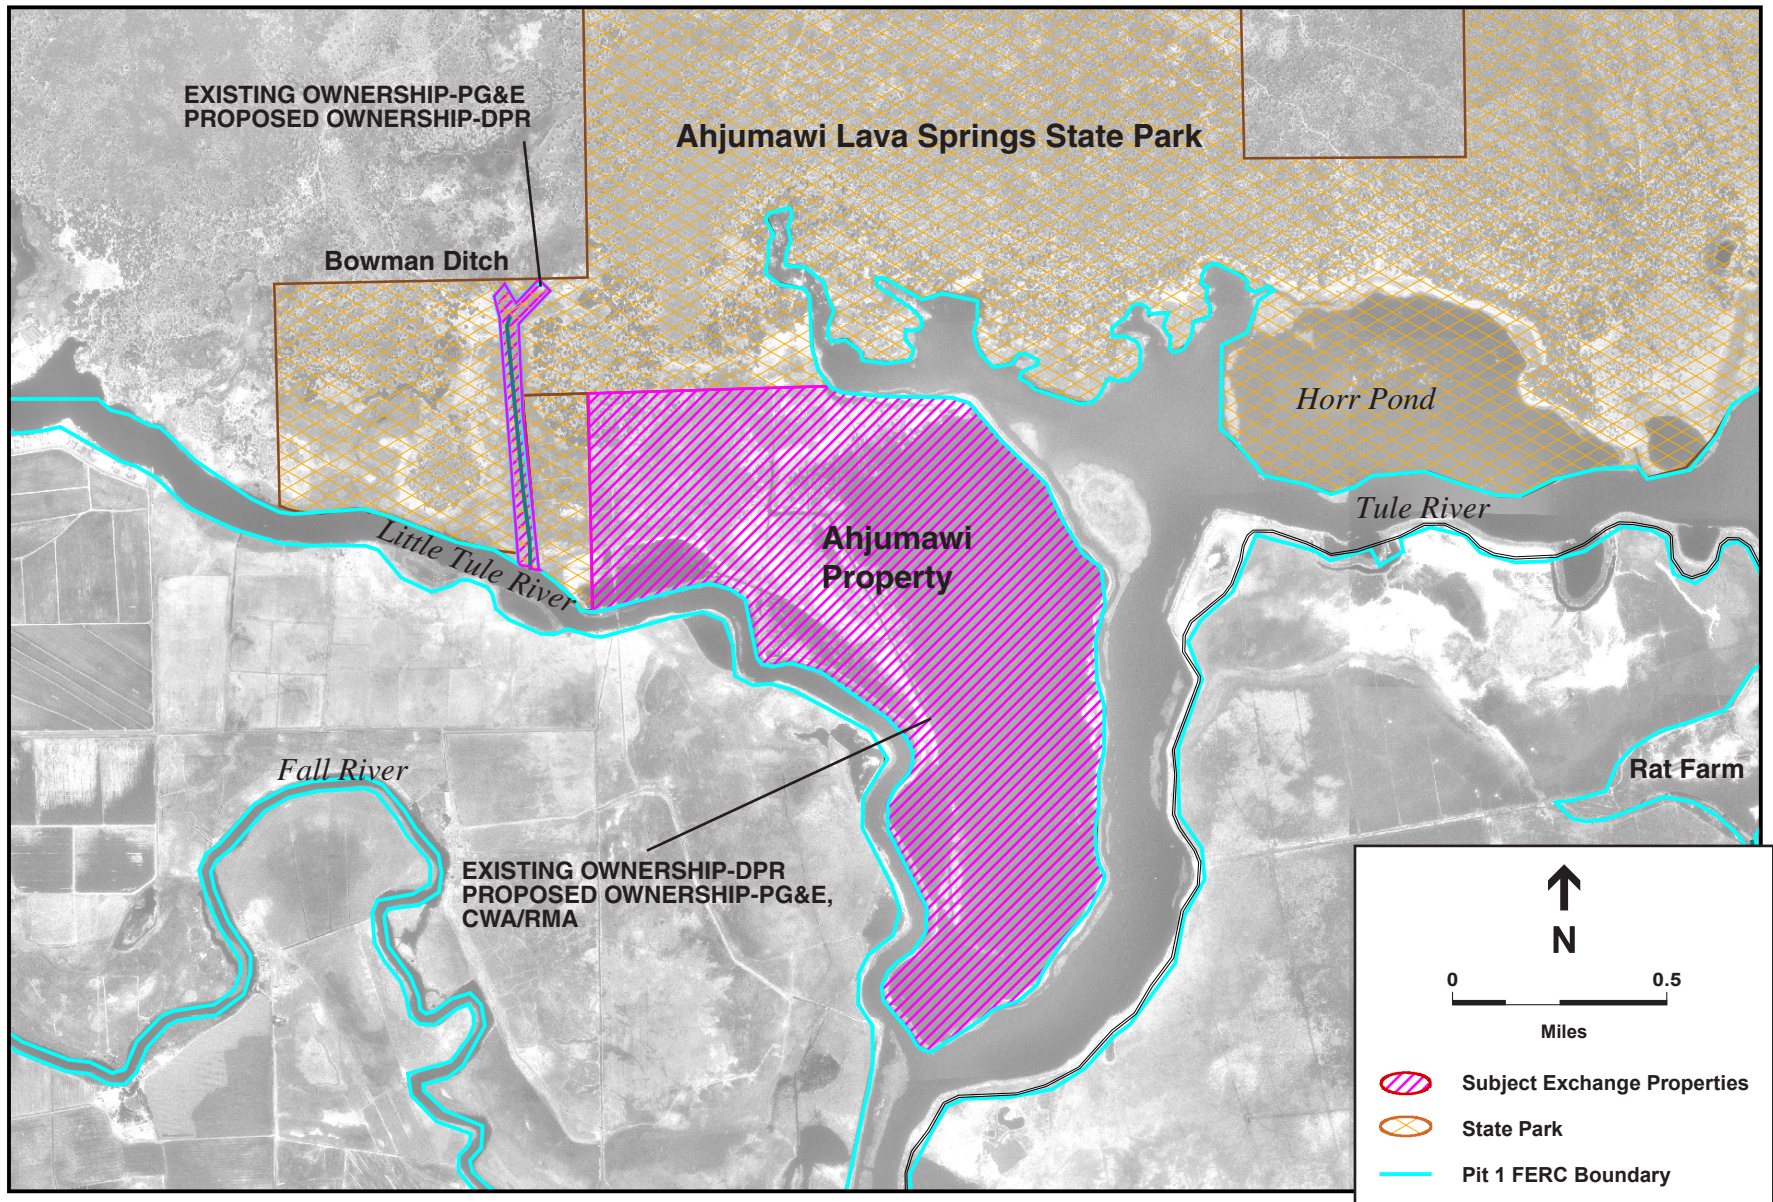 EXISTING OWNERSHIP-PG&E
PROPOSED OWNERSHIP-DPR
Ahjumawi Lava Springs State Park
Bowman Ditch
Horr Pond
Tule River
Little Tule River
Ahjumawi
Property
Fall River
Rat Farm
EXISTING OWNERSHIP-DPR
PROPOSED OWNERSHIP-PG&E,
CWA/RMA
N
0 0.5
Miles
Subject Exchange Properties
State Park
Pit 1 FERC Boundary